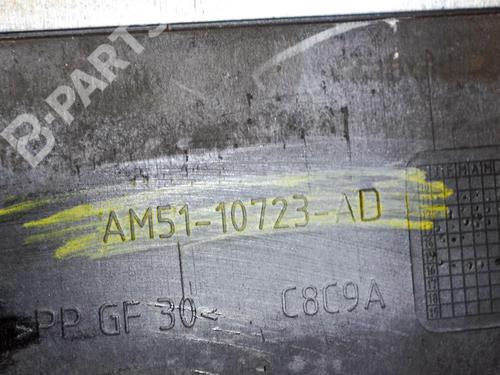 B-PARTS
AM51-10723-AD
>PP GF 30<
C8C9A